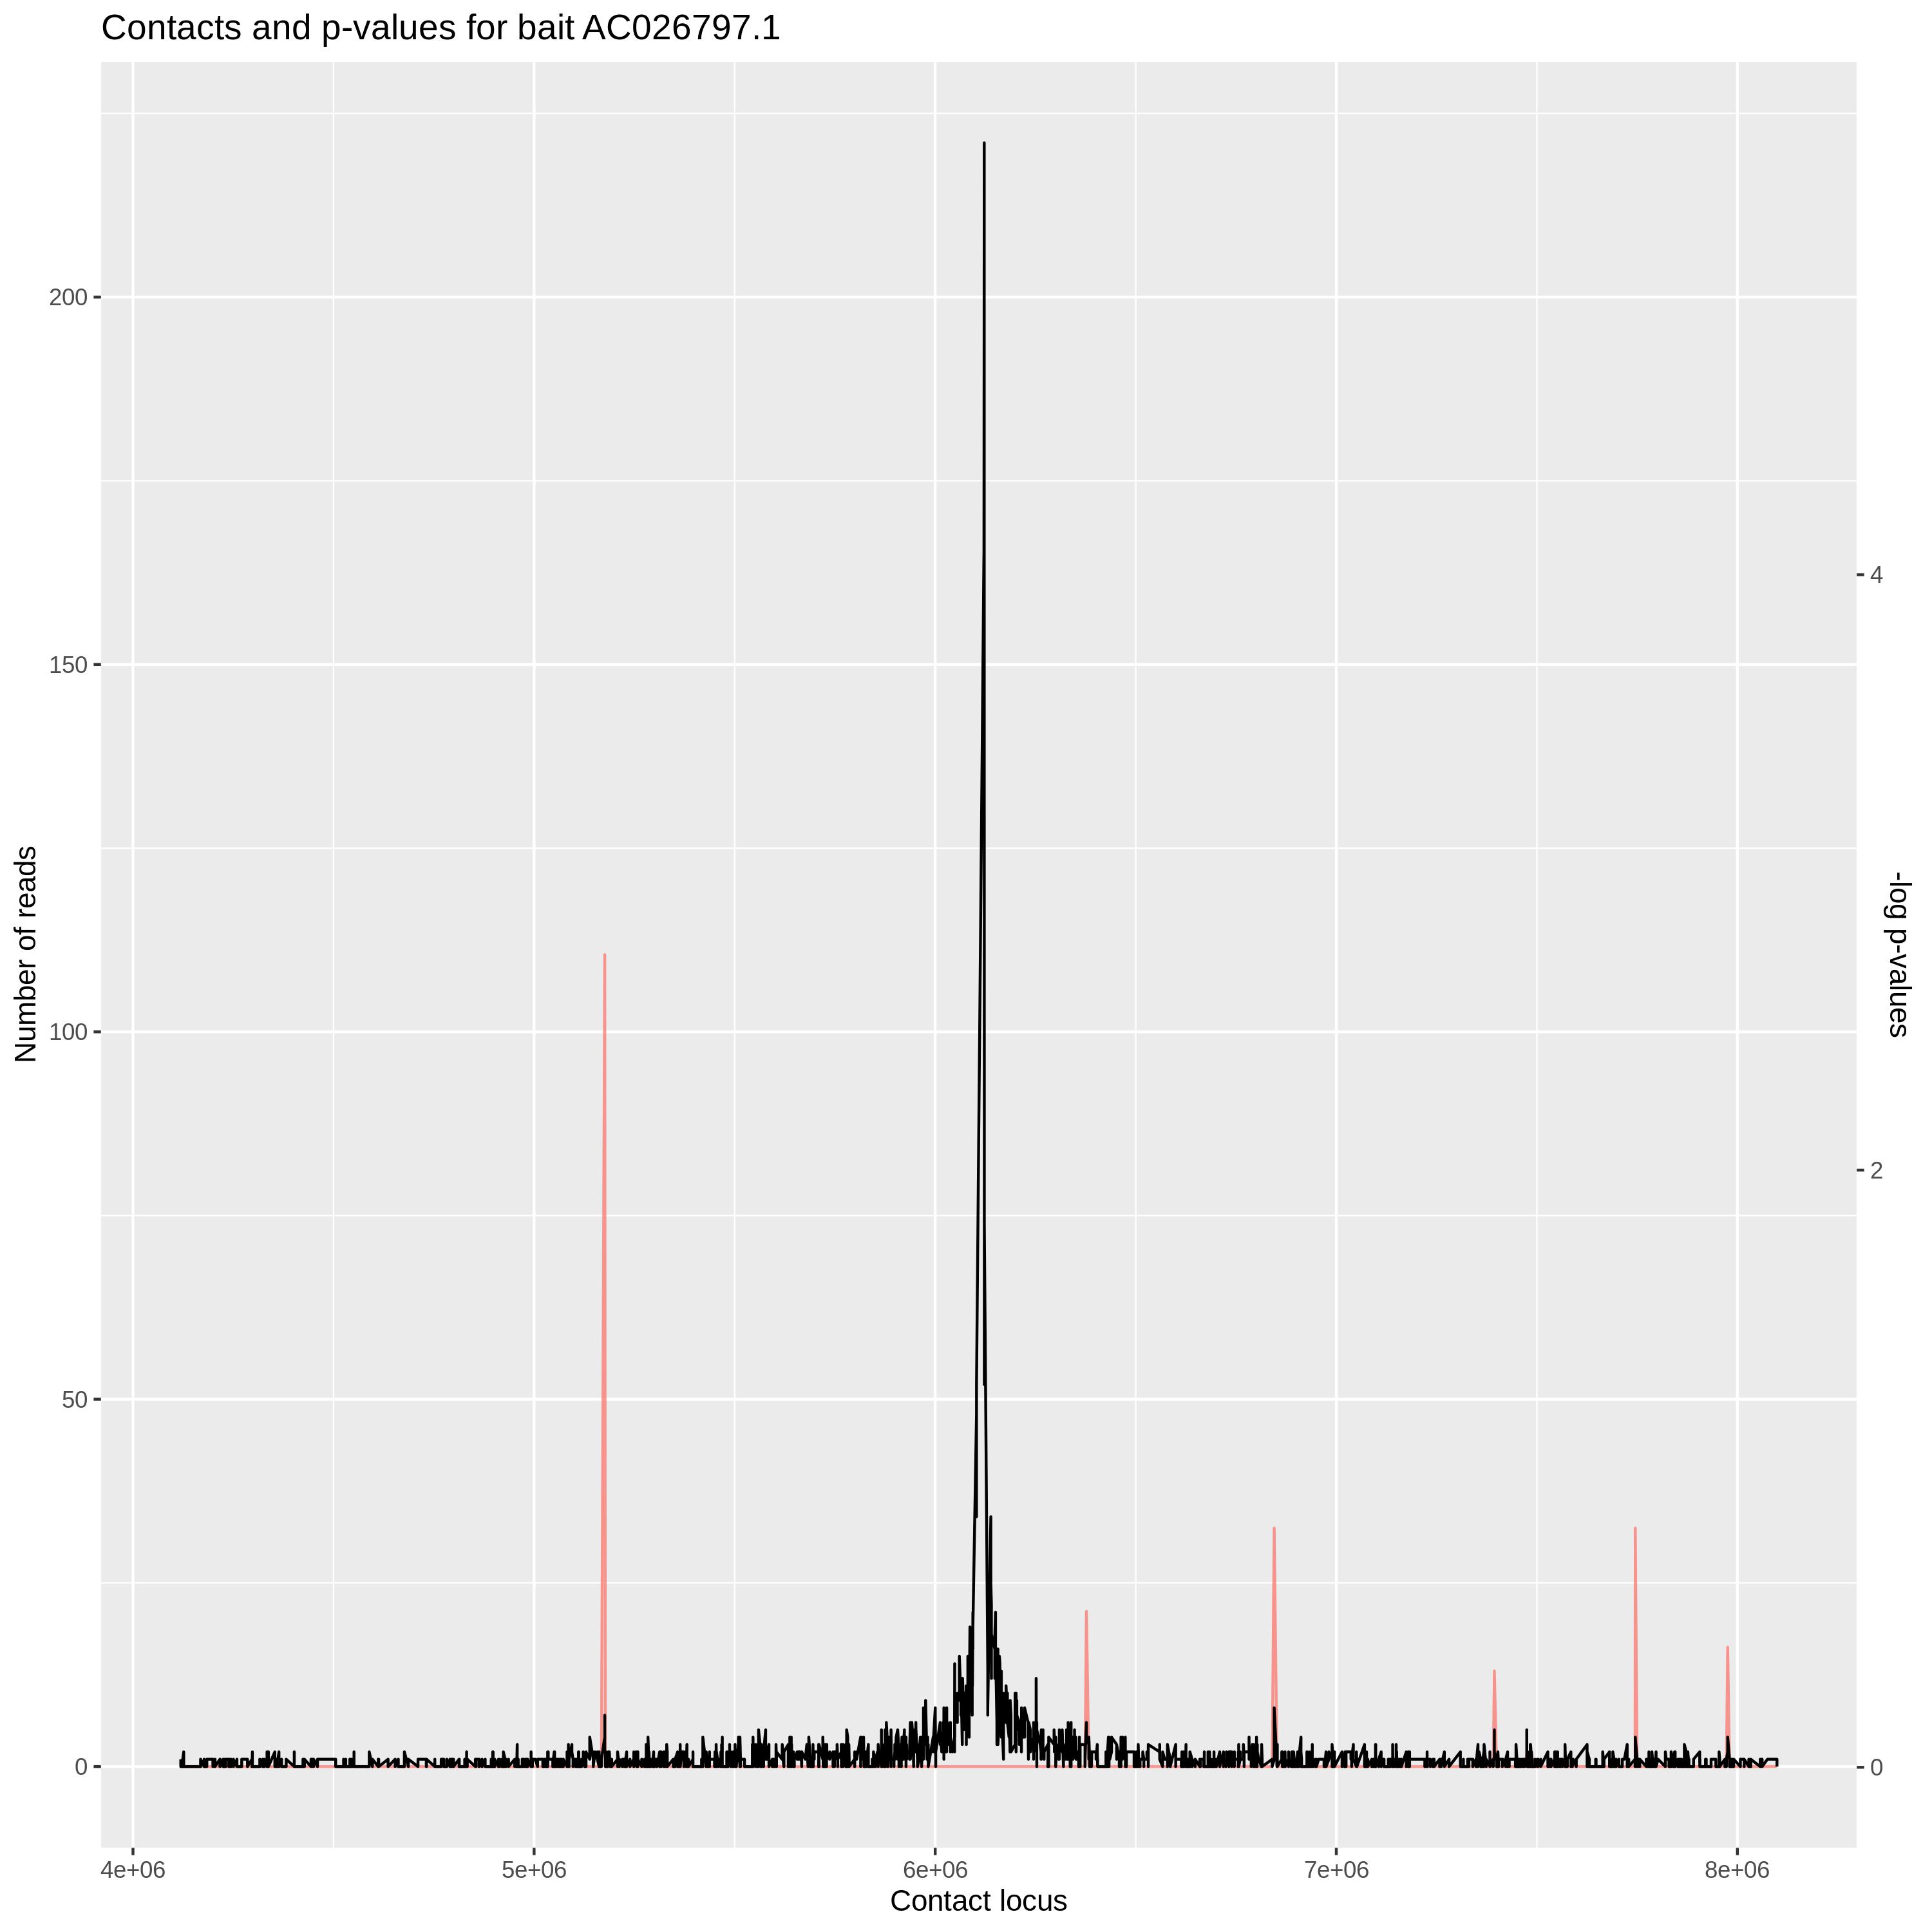 Contacts and p-values for bait AC026797.1
200
150
100
50
0
Number of reads
4
2
0
-log p-values
4e+06 5e+06 6e+06 7e+06 8e+06
Contact locus